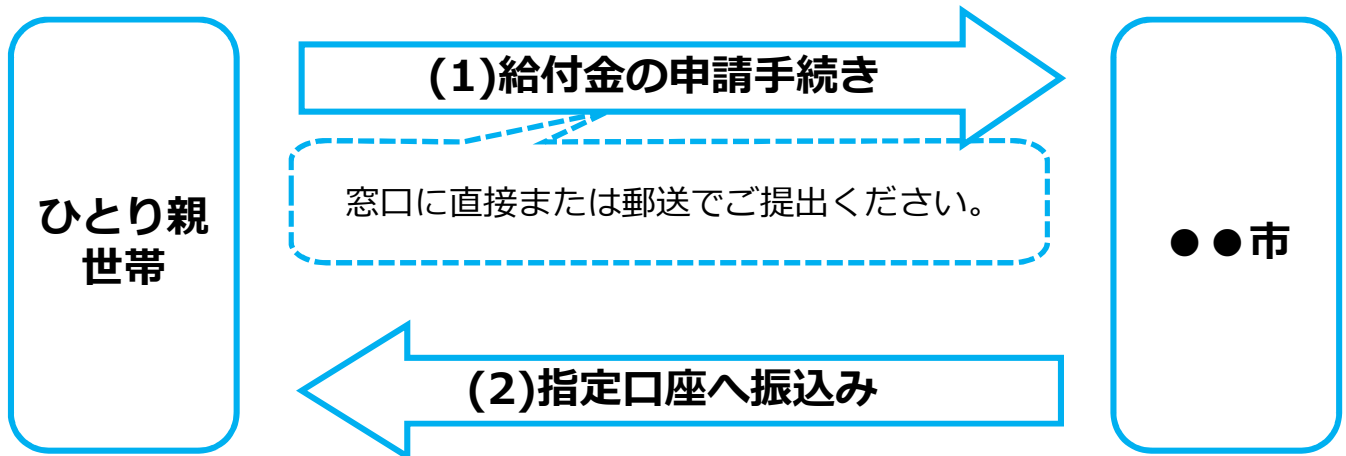 (1)給付金の申請手続き
窓口に直接または郵送でご提出ください。
ひとり親
世帯
●●市
(2)指定口座へ振込み